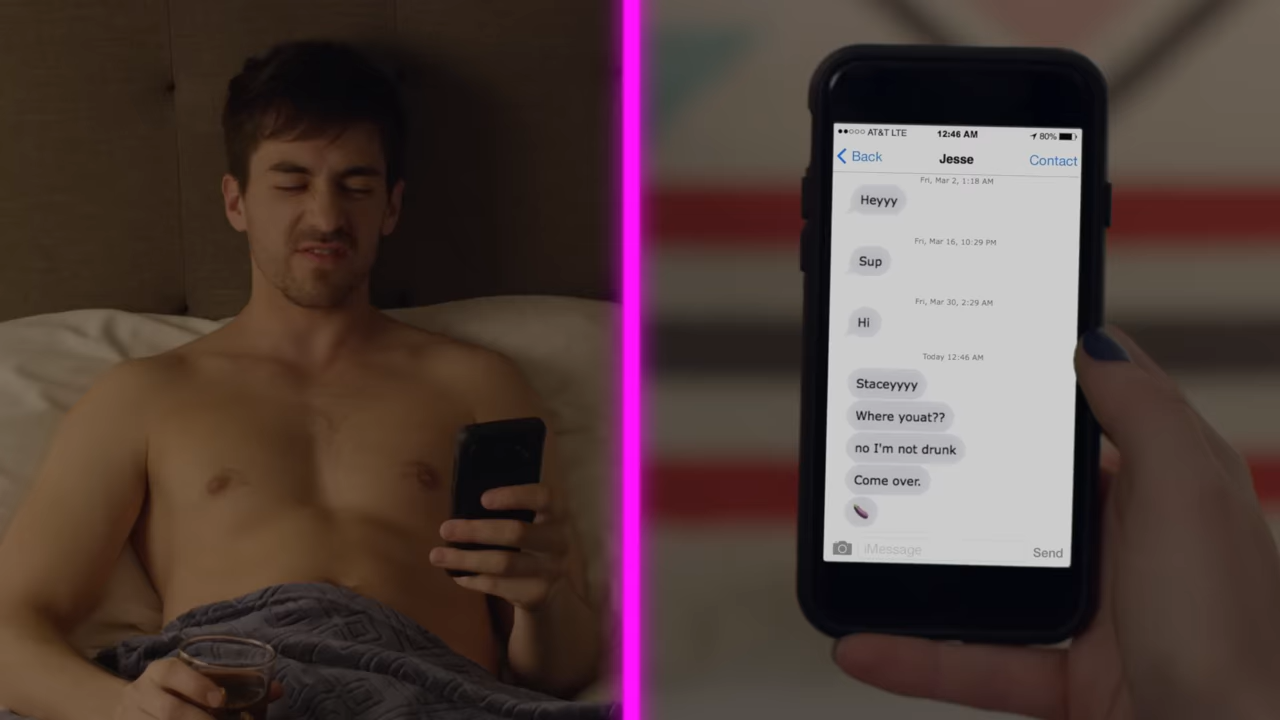 AT&T LTE 12:46 AM 80%
Back Jesse Contact
Fri, Mar 2, 1:18 AM
Heyyy
Fri, Mar 16, 10:29 PM
Sup
Fri, Mar 30, 2:29 AM
Hi
Today 12:46 AM
Staceyyyy
Where youat??
no I'm not drunk
Come over.
iMessage Send